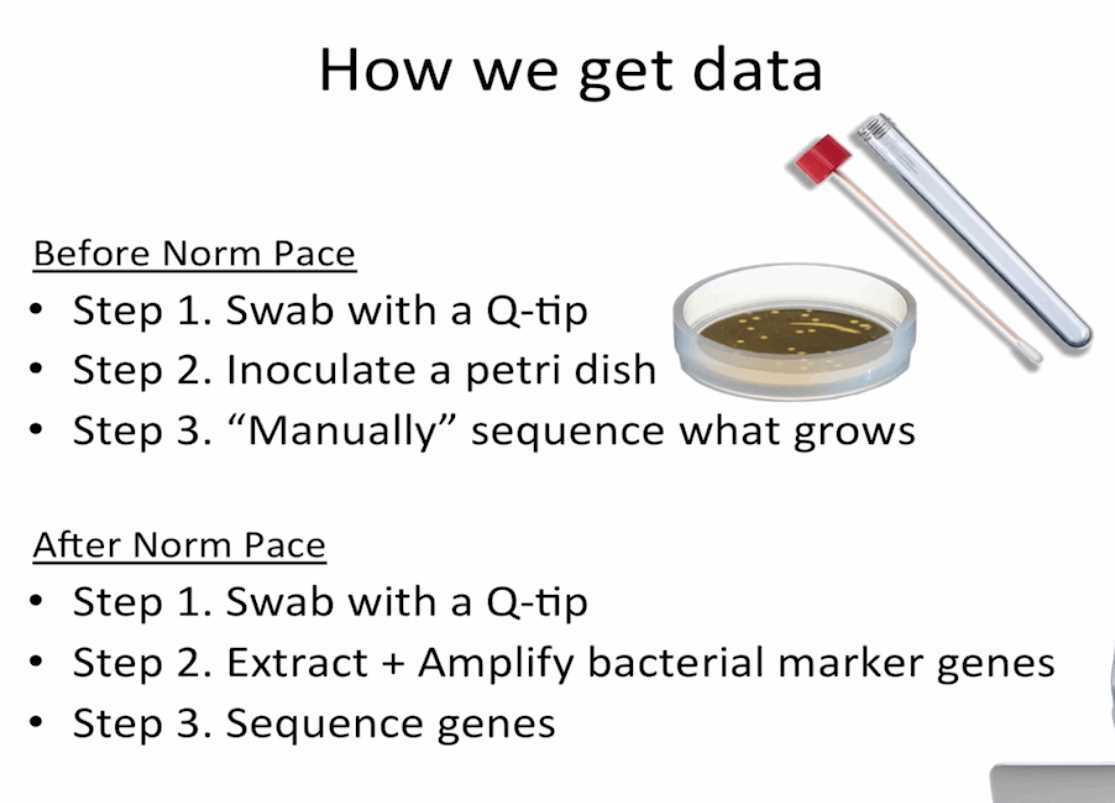 How we get data
Before Norm Pace
• Step 1. Swab with a Q-tip
• Step 2. Inoculate a petri dish
• Step 3. “Manually” sequence what grows
After Norm Pace
• Step 1. Swab with a Q-tip
• Step 2. Extract + Amplify bacterial marker genes
• Step 3. Sequence genes